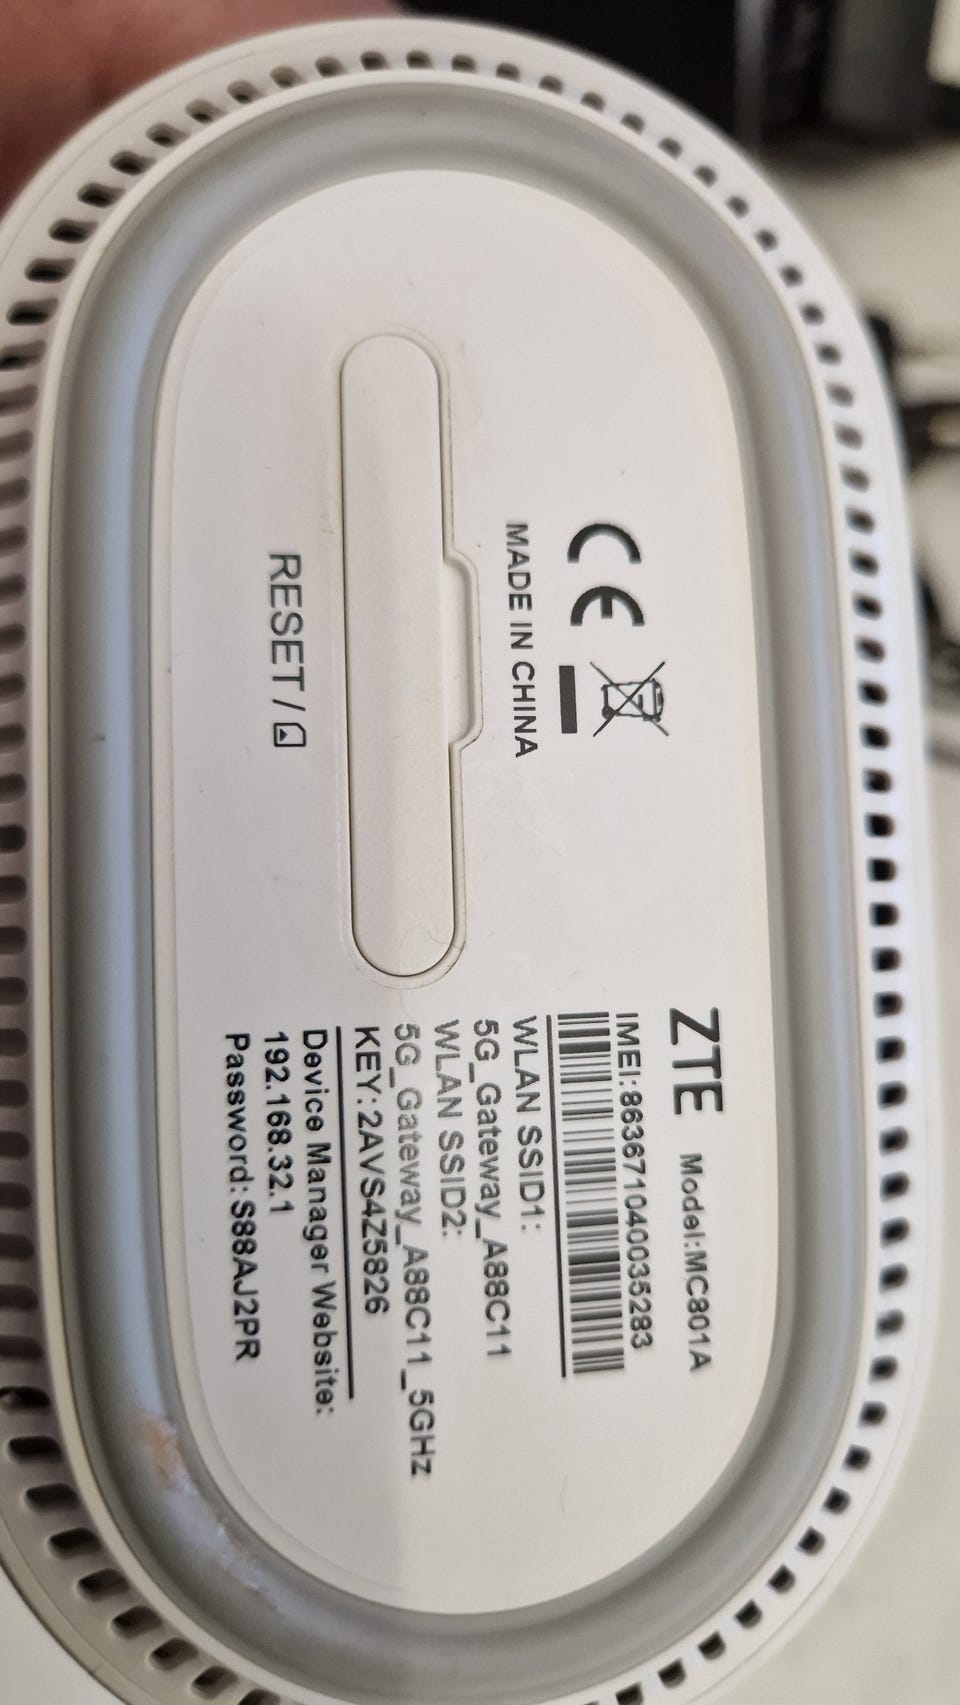 ZTE Model:MC801A
IMEI:863671040035283
WLAN SSID1:
5G_Gateway_A88C11
WLAN SSID2:
5G_Gateway_A88C11_5GHz
KEY: 2AVS4Z5826
Device Manager Website:
192.168.32.1
Password: S88AJ2PR
CE
MADE IN CHINA
RESET /